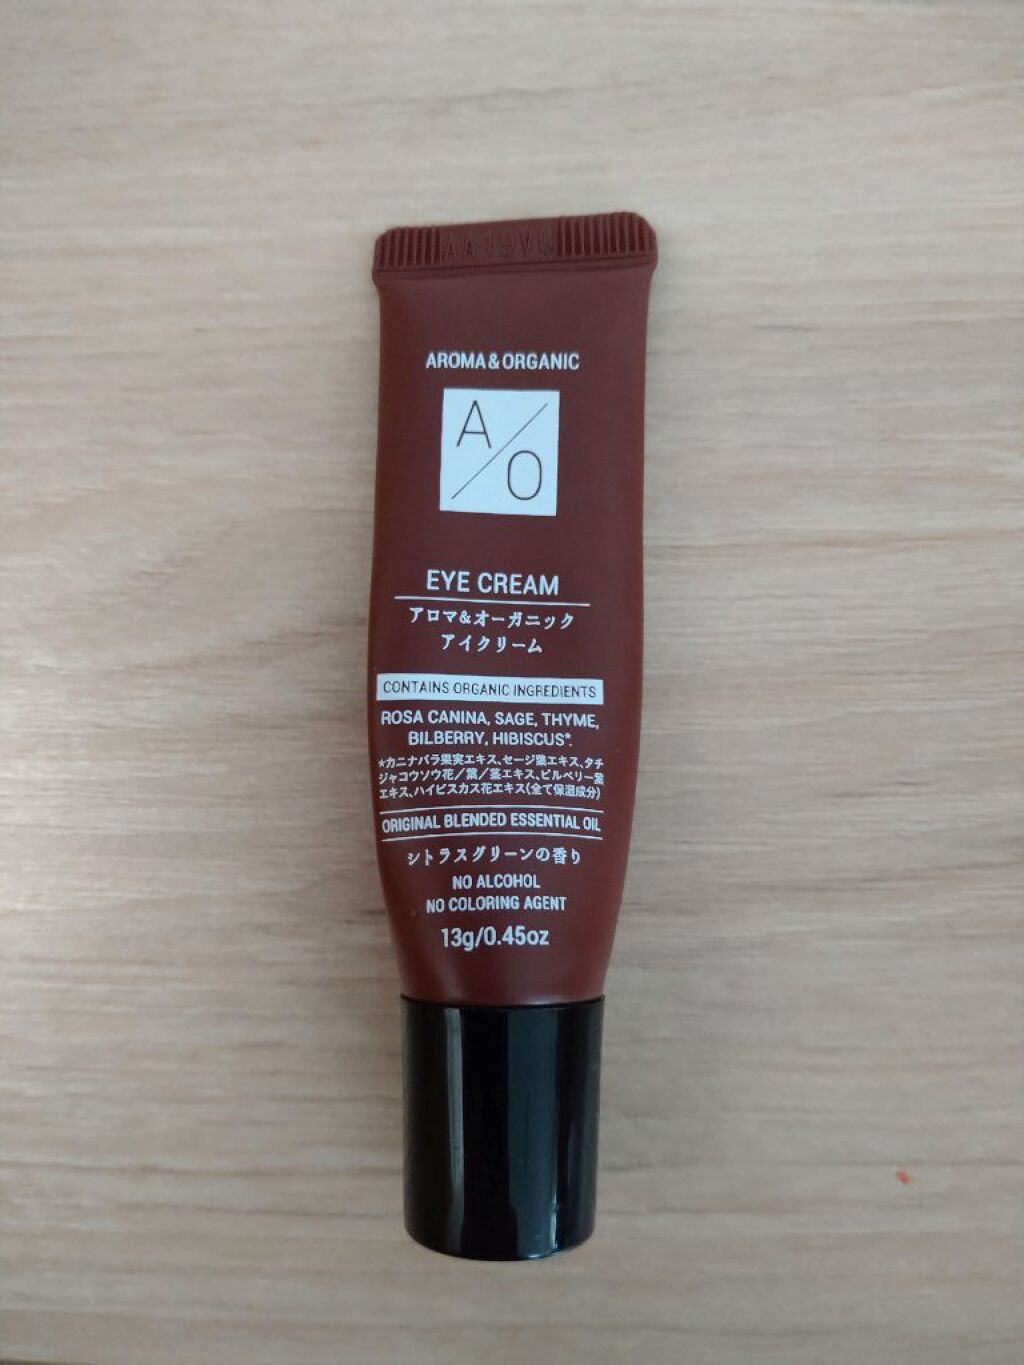 AROMA&ORGANIC
A/O
EYE CREAM
アロマ&オーガニック
アイクリーム
CONTAINS ORGANIC INGREDIENTS
ROSA CANINA, SAGE, THYME,
BILBERRY, HIBISCUS*.
*カニナバラ果実エキス、セージ葉エキス、タチ
ジャコウソウ花/葉/茎エキス、ビルベリー葉
エキス、ハイビスカス花エキス(全て保湿成分)
ORIGINAL BLENDED ESSENTIAL OIL
シトラスグリーンの香り
NO ALCOHOL
NO COLORING AGENT
13g/0.45oz